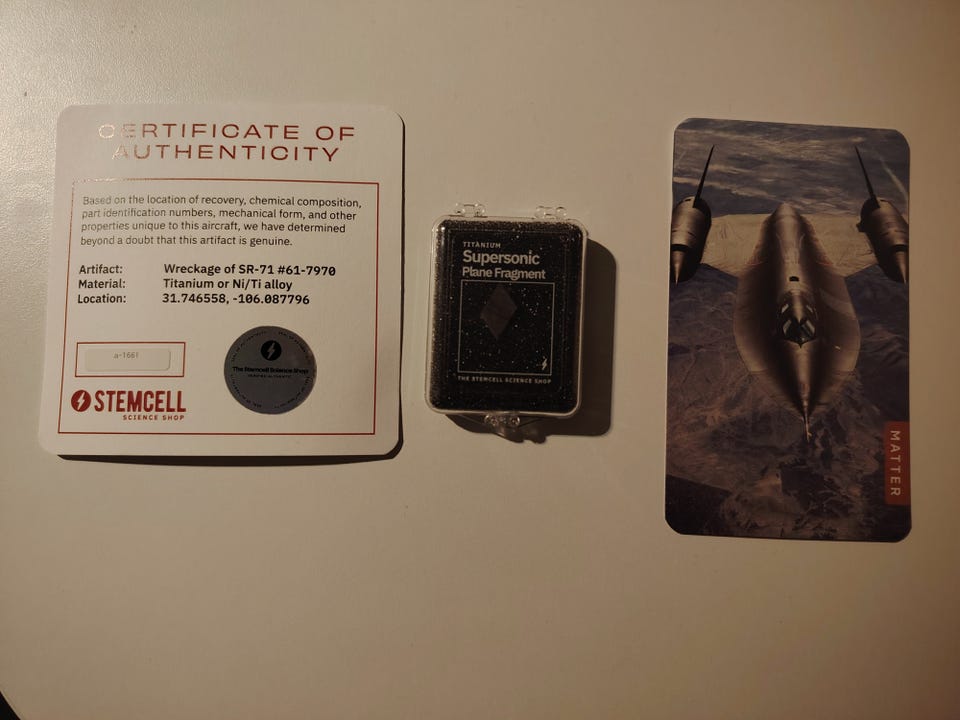 CERTIFICATE OF
AUTHENTICITY
Based on the location of recovery, chemical composition,
part identification numbers, mechanical form, and other
properties unique to this aircraft, we have determined
beyond a doubt that this artifact is genuine.
Artifact: Wreckage of SR-71 #61-7970
Material: Titanium or Ni/Ti alloy
Location: 31.746558, -106.087796
a-1661
The Stemcell Science Shop
STEMCELL
SCIENCE SHOP
TITANIUM
Supersonic
Plane Fragment
THE STEMCELL SCIENCE SHOP
MATTER